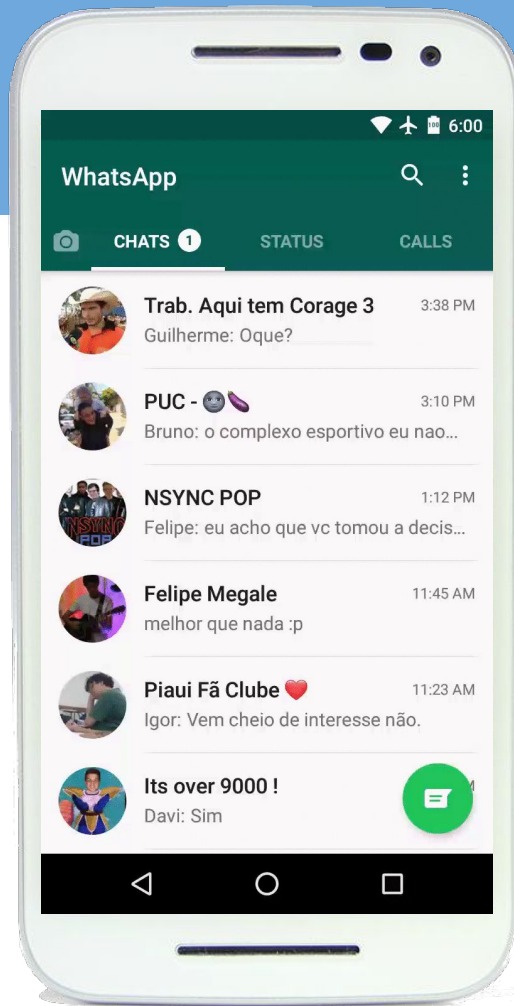 100 6:00
WhatsApp
CHATS 1 STATUS CALLS
Trab. Aqui tem Corage 3 3:38 PM
Guilherme: Oque?
PUC - 🌚🍆 3:10 PM
Bruno: o complexo esportivo eu nao...
NSYNC POP 1:12 PM
Felipe: eu acho que vc tomou a decis...
NSYNC
POP
Felipe Megale 11:45 AM
melhor que nada :p
Piaui Fã Clube ❤️ 11:23 AM
Igor: Vem cheio de interesse não.
Its over 9000 !
Davi: Sim